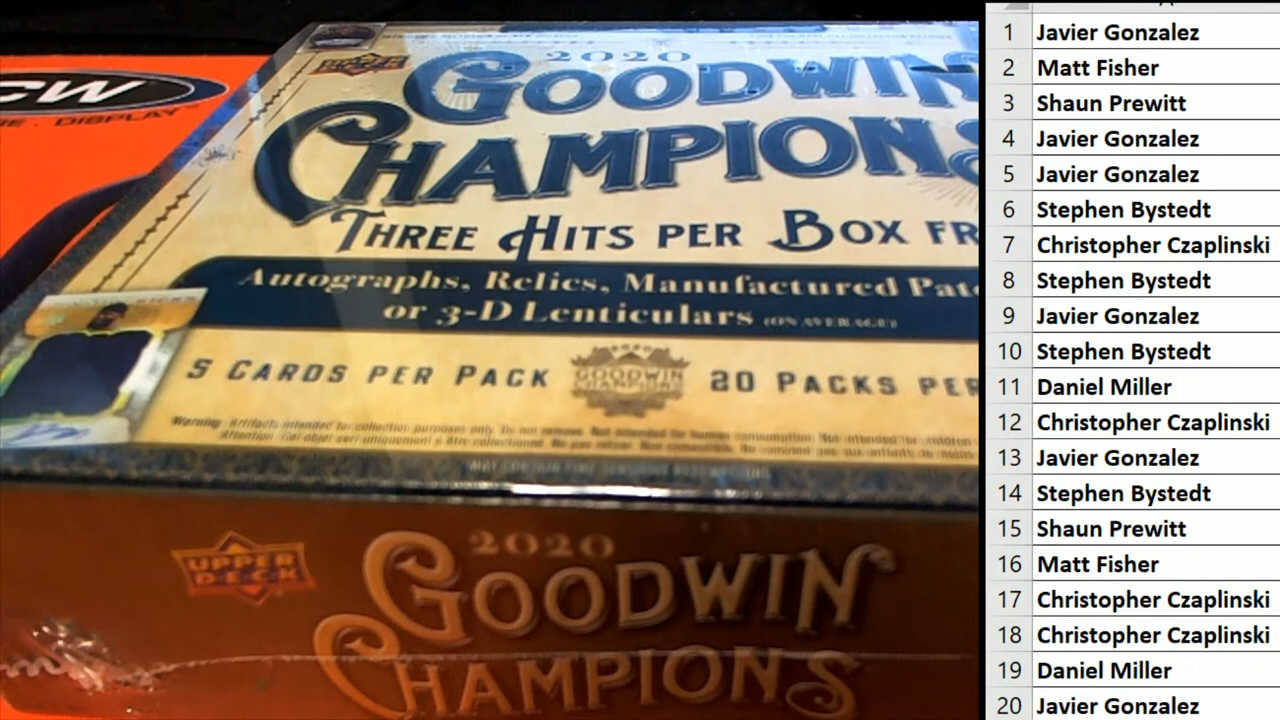 CW
DISPLAY
UPPER DECK
2020
GOODWIN
CHAMPIONS
THREE HITS PER BOX FR
Autographs, Relics, Manufactured Pat
or 3-D Lenticulars (ON AVERAGE)
5 CARDS PER PACK
GOODWIN CHAMPIONS
20 PACKS PER
UPPER DECK
2020
GOODWIN
CHAMPIONS
1 Javier Gonzalez
2 Matt Fisher
3 Shaun Prewitt
4 Javier Gonzalez
5 Javier Gonzalez
6 Stephen Bystedt
7 Christopher Czaplinski
8 Stephen Bystedt
9 Javier Gonzalez
10 Stephen Bystedt
11 Daniel Miller
12 Christopher Czaplinski
13 Javier Gonzalez
14 Stephen Bystedt
15 Shaun Prewitt
16 Matt Fisher
17 Christopher Czaplinski
18 Christopher Czaplinski
19 Daniel Miller
20 Javier Gonzalez